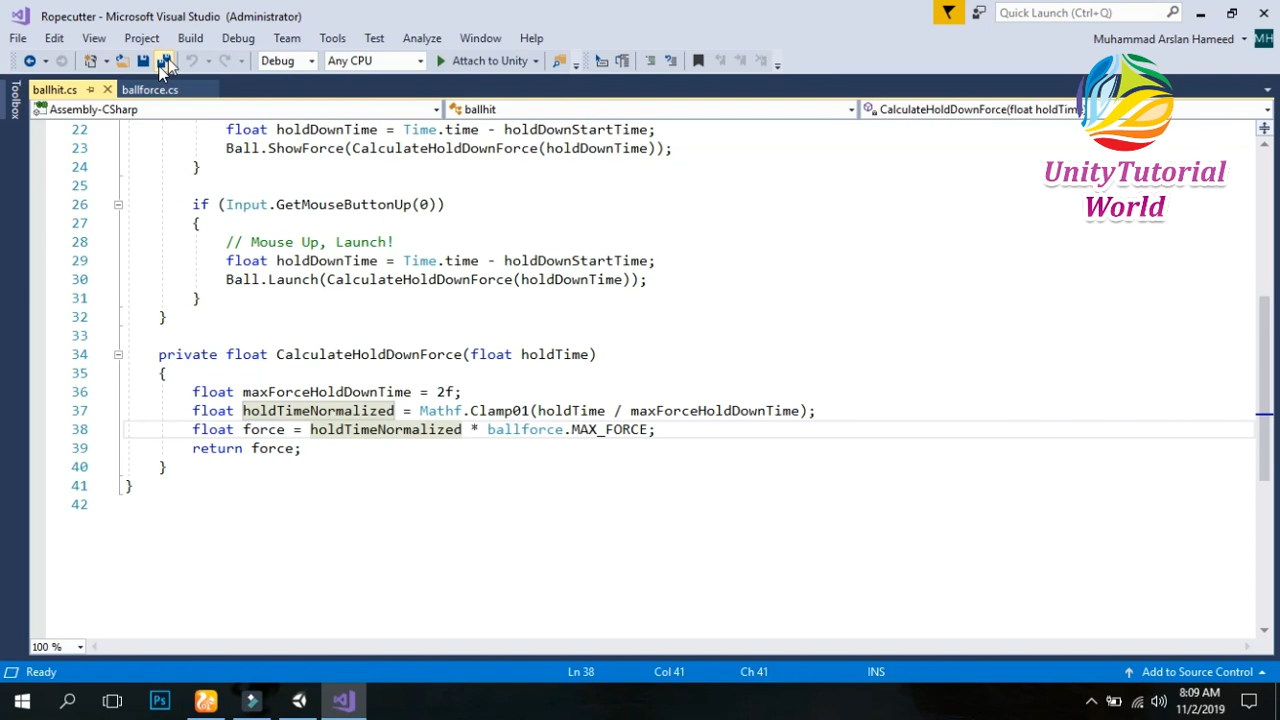 Ropecutter - Microsoft Visual Studio (Administrator)
Quick Launch (Ctrl+Q)
File Edit View Project Build Debug Team Tools Test Analyze Window Help
Muhammad Arslan Hameed
MH
Debug Any CPU Attach to Unity
Toolbox
ballhit.cs ballforce.cs
Assembly-CSharp ballhit CalculateHoldDownForce(float holdTime
22 float holdDownTime = Time.time - holdDownStartTime;
23 Ball.ShowForce(CalculateHoldDownForce(holdDownTime));
24 }
25
26 if (Input.GetMouseButtonUp(0))
27 {
28 // Mouse Up, Launch!
29 float holdDownTime = Time.time - holdDownStartTime;
30 Ball.Launch(CalculateHoldDownForce(holdDownTime));
31 }
32 }
33
34 private float CalculateHoldDownForce(float holdTime)
35 {
36 float maxForceHoldDownTime = 2f;
37 float holdTimeNormalized = Mathf.Clamp01(holdTime / maxForceHoldDownTime);
38 float force = holdTimeNormalized * ballforce.MAX_FORCE;
39 return force;
40 }
41 }
42
UnityTutorial
World
100 %
Ready Ln 38 Col 41 Ch 41 INS Add to Source Control
Ps
8:09 AM
11/2/2019